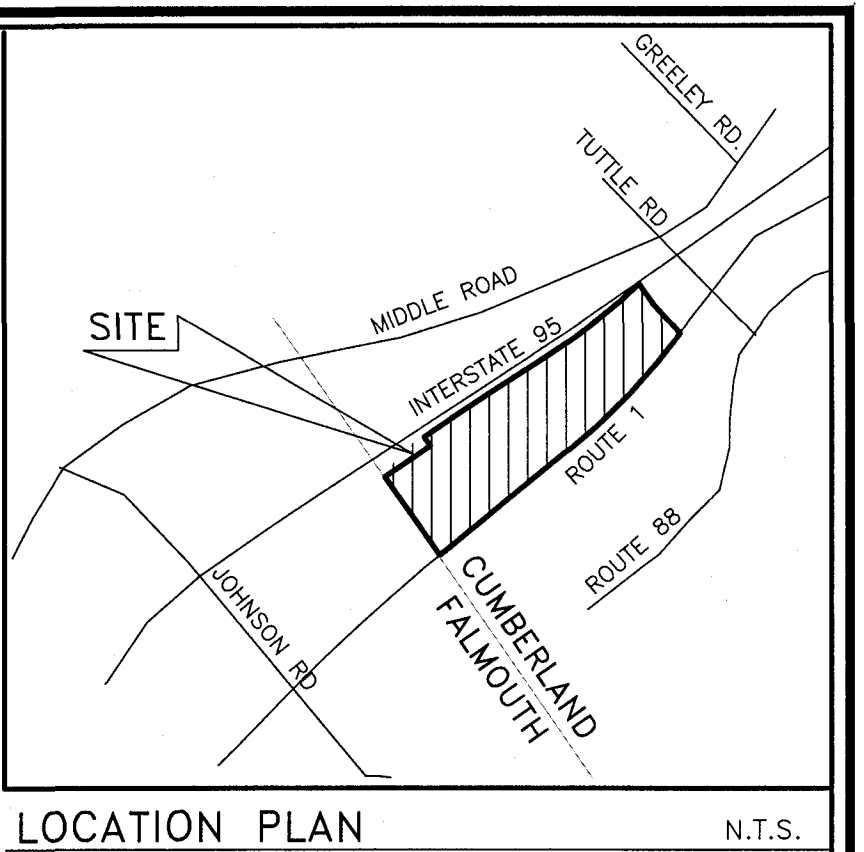 GREELEY RD.
TUTTLE RD
MIDDLE ROAD
SITE
INTERSTATE 95
ROUTE 1
ROUTE 88
JOHNSON RD
CUMBERLAND
FALMOUTH
LOCATION PLAN
N.T.S.